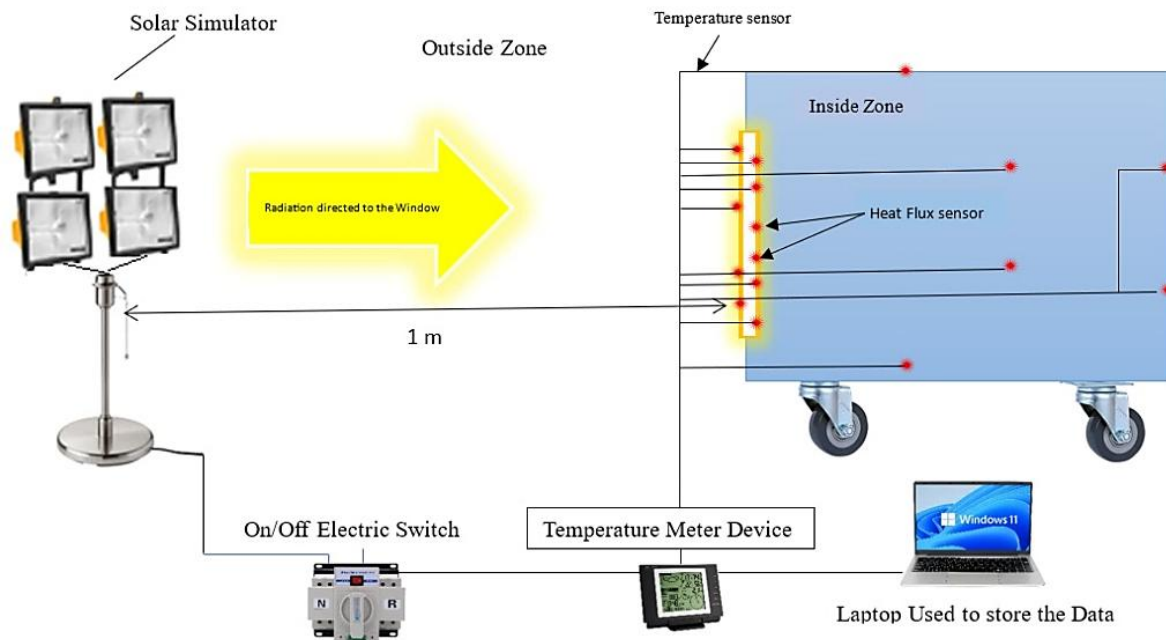 Solar Simulator
Outside Zone
Temperature sensor
Inside Zone
Radiation directed to the Window
Heat Flux sensor
1 m
On/Off Electric Switch
Temperature Meter Device
N
R
Windows 11
Laptop Used to store the Data